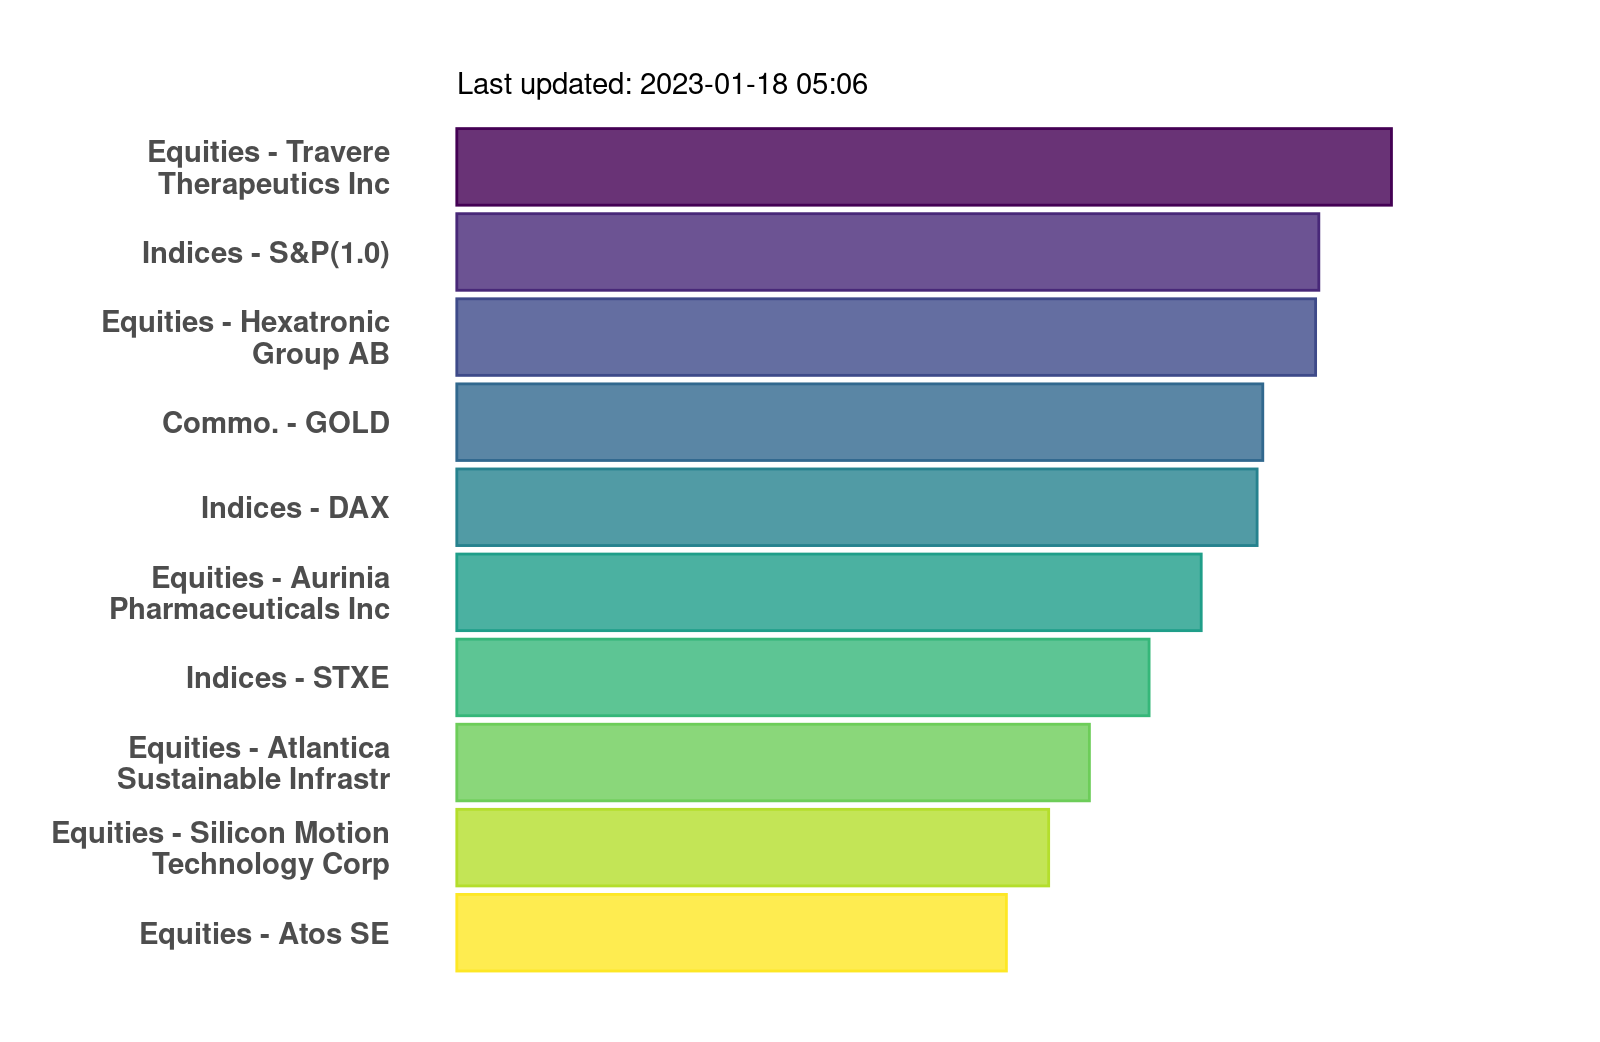 Last updated: 2023-01-18 05:06
Equities - Travere
Therapeutics Inc
Indices - S&P(1.0)
Equities - Hexatronic
Group AB
Commo. - GOLD
Indices - DAX
Equities - Aurinia
Pharmaceuticals Inc
Indices - STXE
Equities - Atlantica
Sustainable Infrastr
Equities - Silicon Motion
Technology Corp
Equities - Atos SE